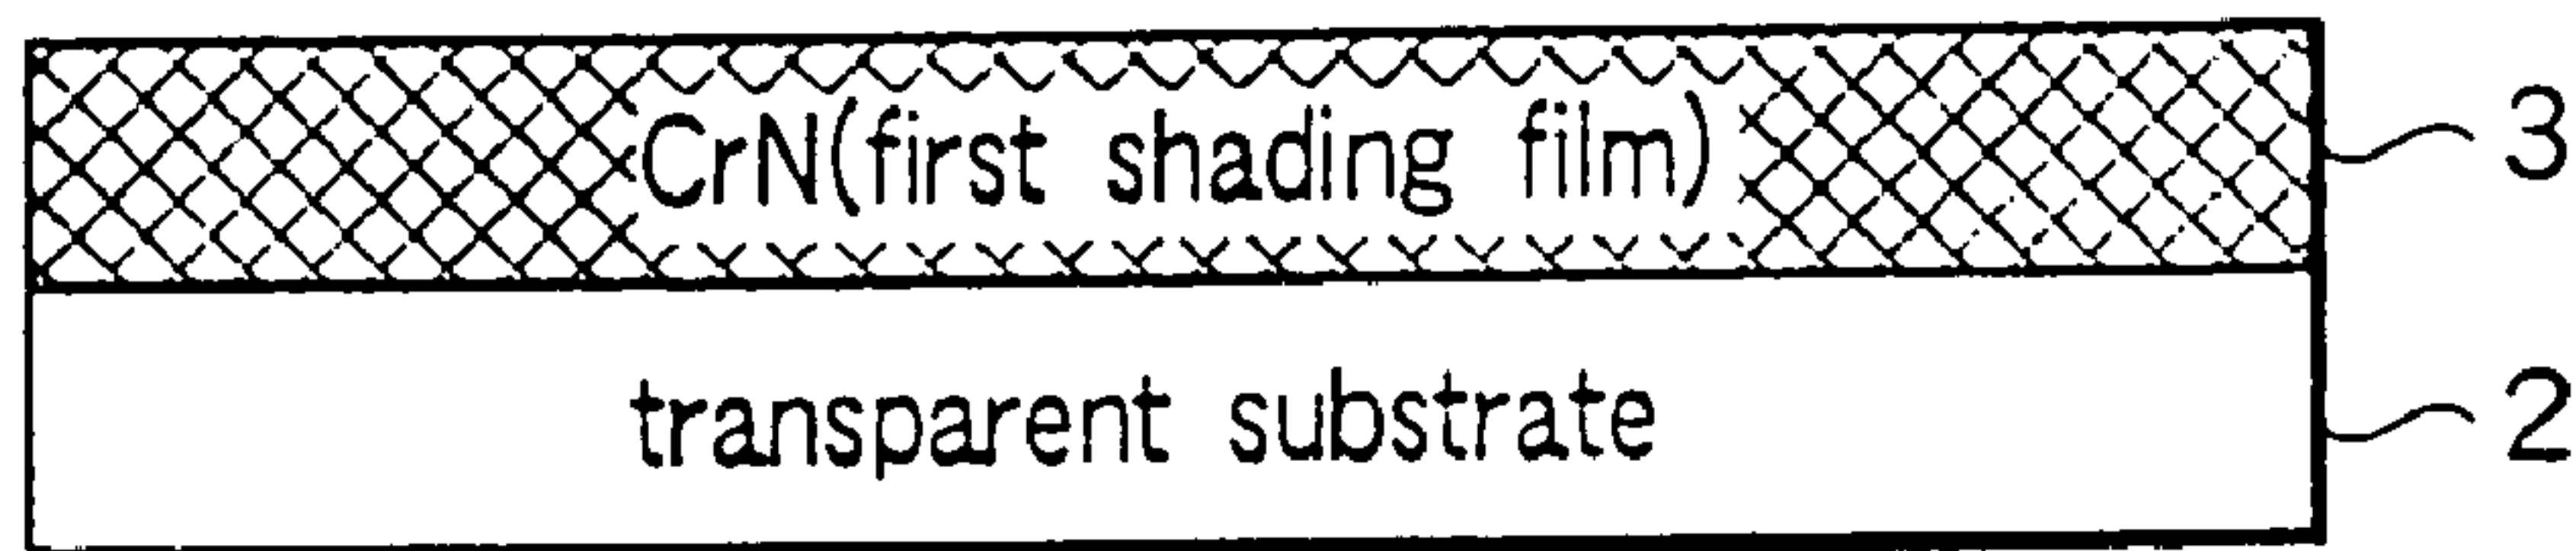 CrN(first shading film) 3
transparent substrate 2